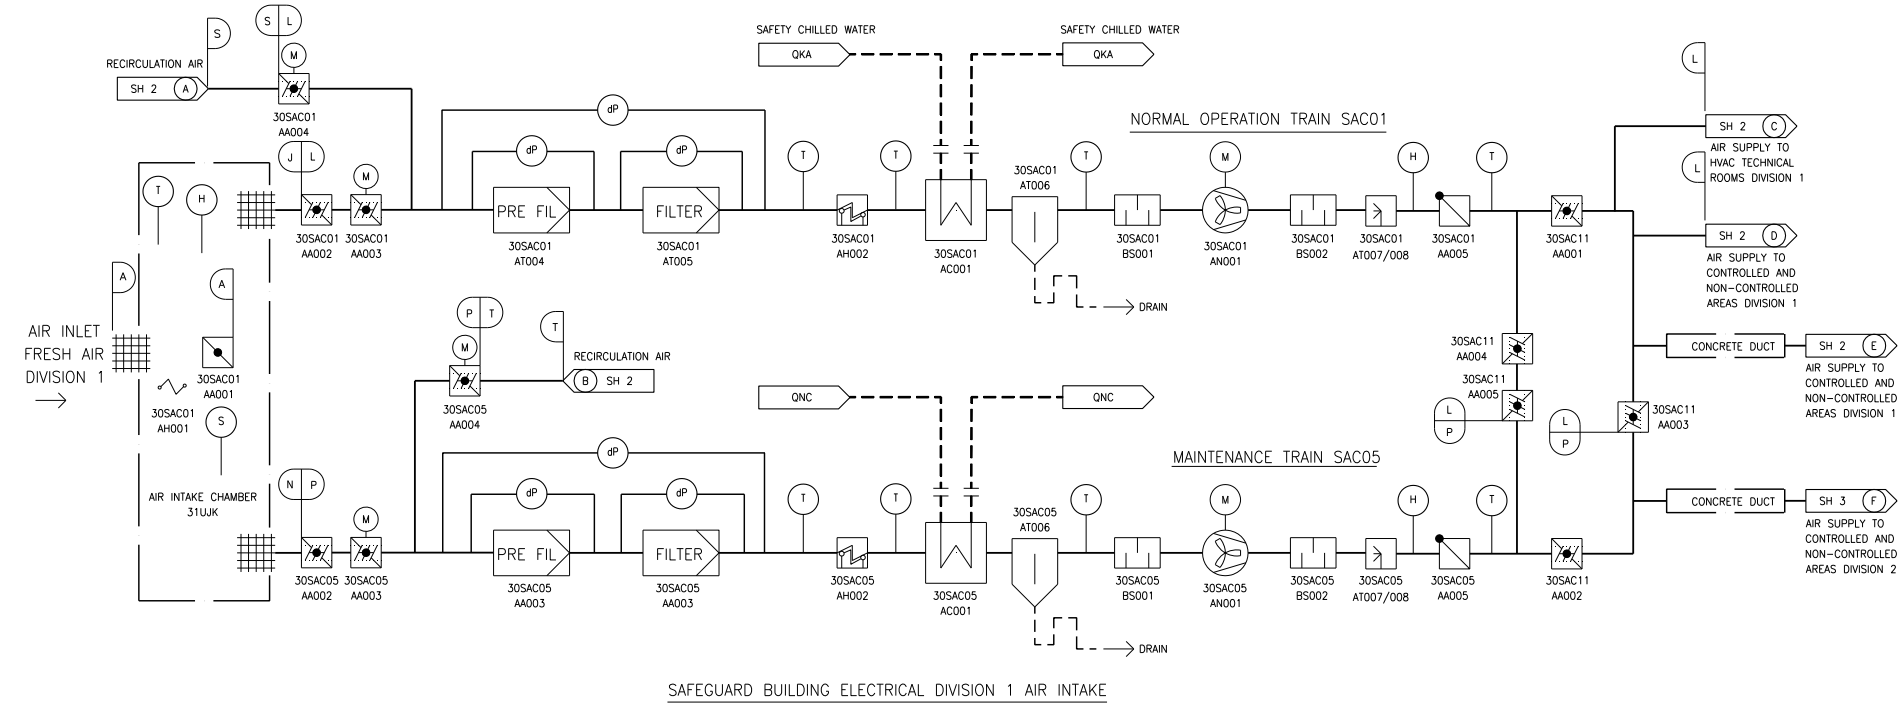 SAFETY CHILLED WATER
QKA
SAFETY CHILLED WATER
QKA
S
S L
M
RECIRCULATION AIR
SH 2 A
30SAC01
AA004
L
SH 2 C
AIR SUPPLY TO
HVAC TECHNICAL
ROOMS DIVISION 1
NORMAL OPERATION TRAIN SAC01
dP
dP
dP
J L
M
T
H
T
T
T
M
H
T
L
PRE FIL
FILTER
30SAC01
AA002
30SAC01
AA003
30SAC01
AT004
30SAC01
AT005
30SAC01
AH002
30SAC01
AC001
30SAC01
AT006
30SAC01
BS001
30SAC01
AN001
30SAC01
BS002
30SAC01
AT007/008
30SAC01
AA005
30SAC11
AA001
SH 2 D
AIR SUPPLY TO
CONTROLLED AND
NON-CONTROLLED
AREAS DIVISION 1
DRAIN
A
A
AIR INLET
FRESH AIR
DIVISION 1
30SAC01
AA001
30SAC01
AH001
S
AIR INTAKE CHAMBER
31UJK
P T
M
T
RECIRCULATION AIR
B SH 2
30SAC05
AA004
QNC
QNC
30SAC11
AA004
30SAC11
AA005
L
P
L
P
30SAC11
AA003
CONCRETE DUCT
SH 2 E
AIR SUPPLY TO
CONTROLLED AND
NON-CONTROLLED
AREAS DIVISION 1
MAINTENANCE TRAIN SAC05
dP
dP
dP
N P
M
T
T
T
M
H
T
PRE FIL
FILTER
30SAC05
AA002
30SAC05
AA003
30SAC05
AA003
30SAC05
AA003
30SAC05
AH002
30SAC05
AC001
30SAC05
AT006
30SAC05
BS001
30SAC05
AN001
30SAC05
BS002
30SAC05
AT007/008
30SAC05
AA005
30SAC11
AA002
CONCRETE DUCT
SH 3 F
AIR SUPPLY TO
CONTROLLED AND
NON-CONTROLLED
AREAS DIVISION 2
DRAIN
SAFEGUARD BUILDING ELECTRICAL DIVISION 1 AIR INTAKE